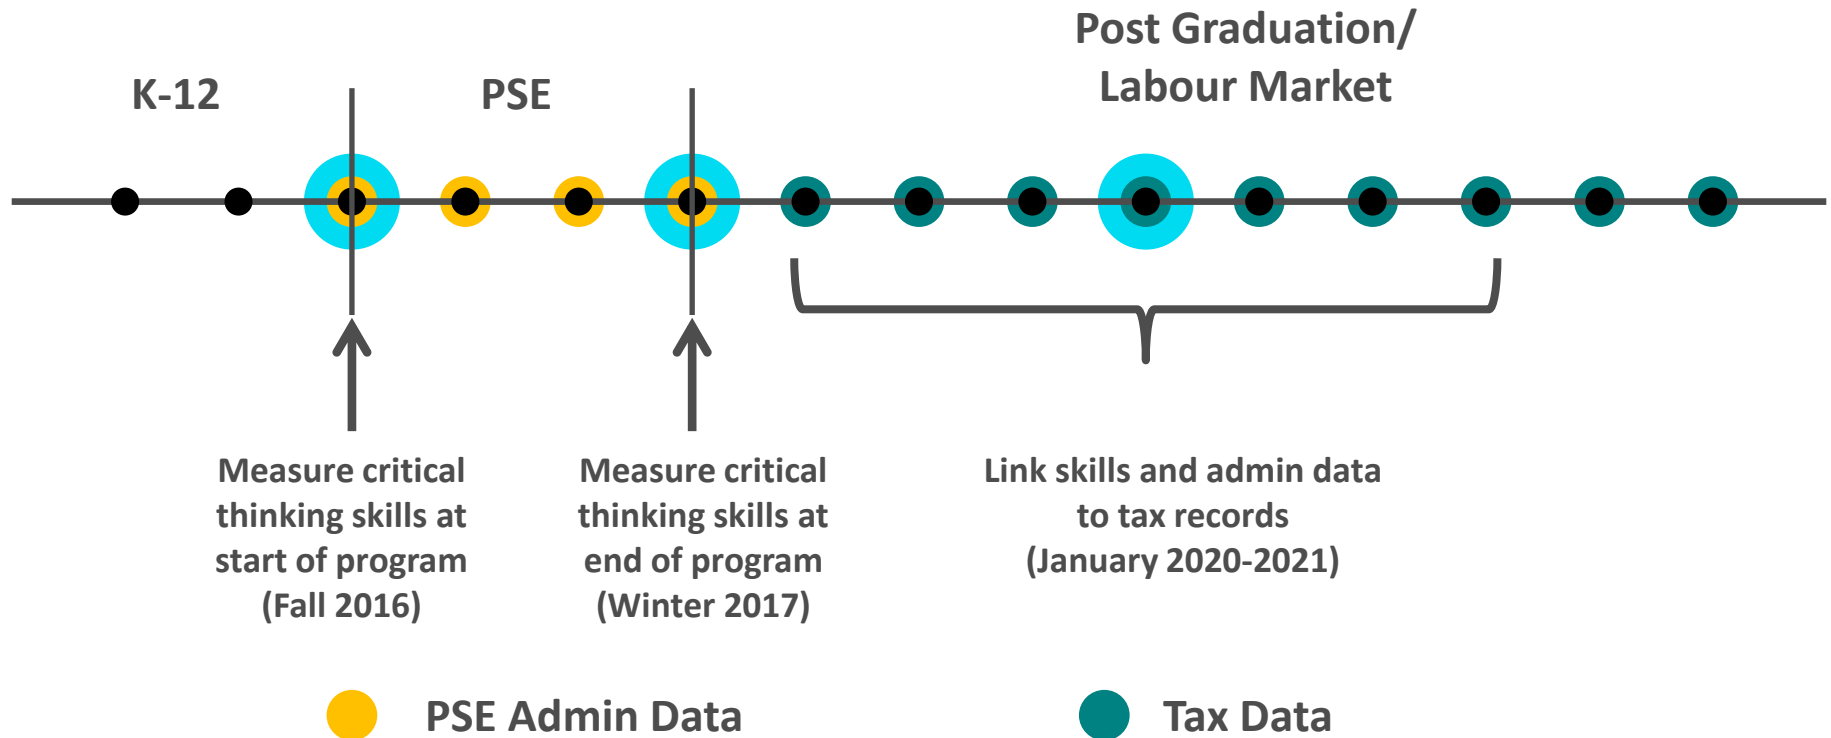 K-12
PSE
Post Graduation/
Labour Market
Measure critical
thinking skills at
start of program
(Fall 2016)
Measure critical
thinking skills at
end of program
(Winter 2017)
Link skills and admin data
to tax records
(January 2020-2021)
PSE Admin Data
Tax Data